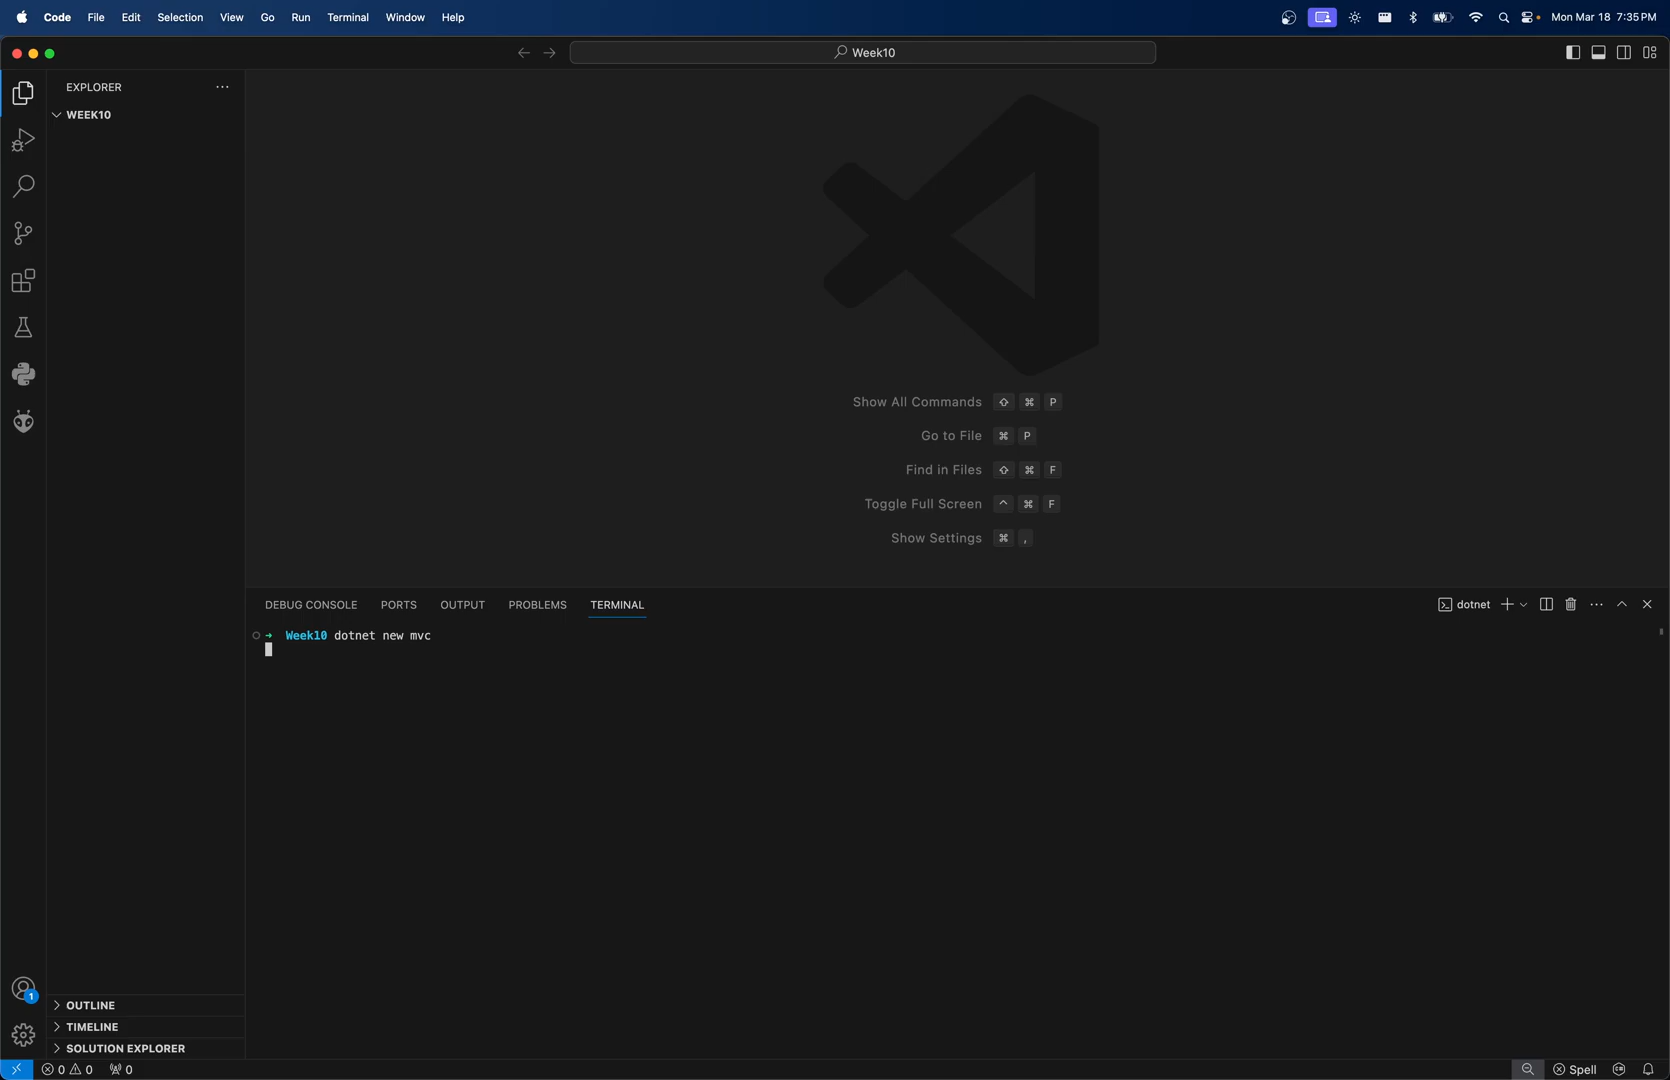 Code File Edit Selection View Go Run Terminal Window Help Mon Mar 18 7:35 PM
Week10
EXPLORER
WEEK10
Show All Commands ⇧ ⌘ P
Go to File ⌘ P
Find in Files ⇧ ⌘ F
Toggle Full Screen ^ ⌘ F
Show Settings ⌘ ,
DEBUG CONSOLE PORTS OUTPUT PROBLEMS TERMINAL dotnet
➜ Week10 dotnet new mvc
1
OUTLINE
TIMELINE
SOLUTION EXPLORER
0 0 0 Spell